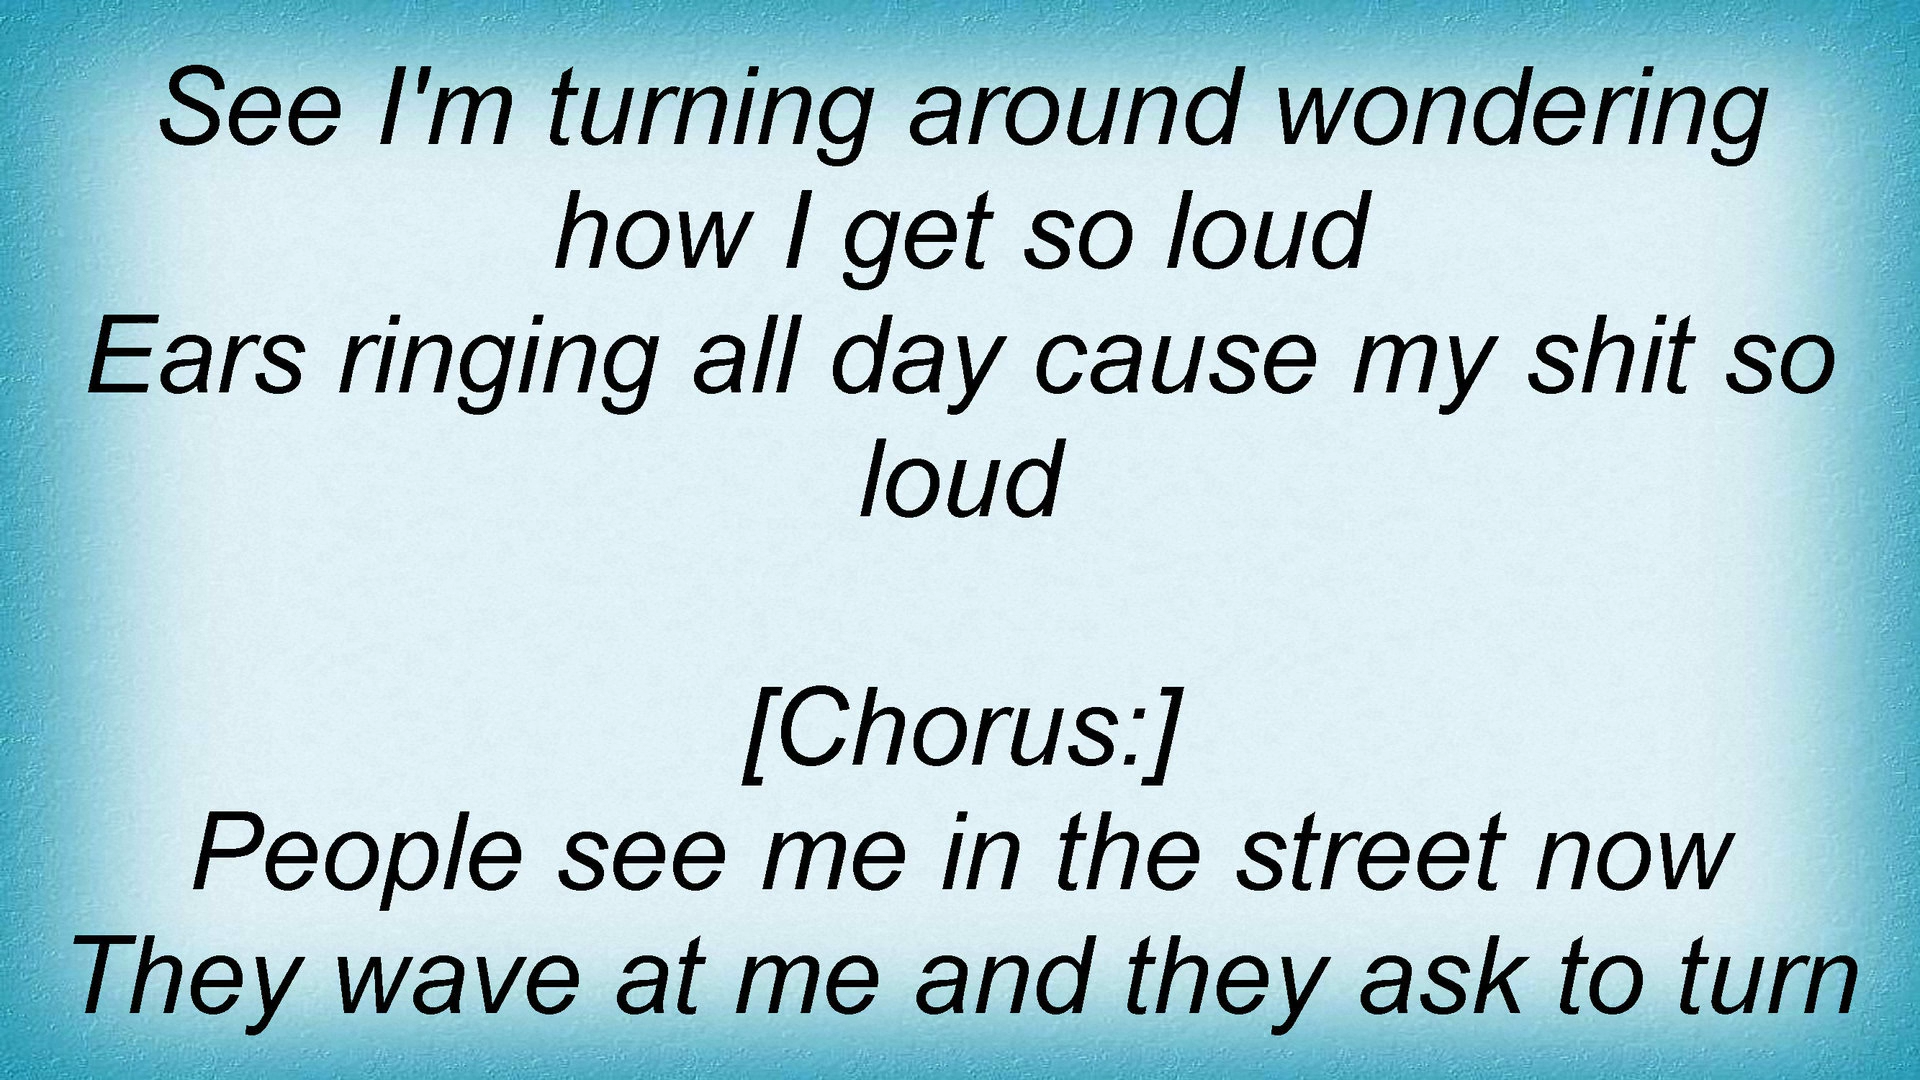 See I'm turning around wondering
how I get so loud
Ears ringing all day cause my shit so
loud
[Chorus:]
People see me in the street now
They wave at me and they ask to turn